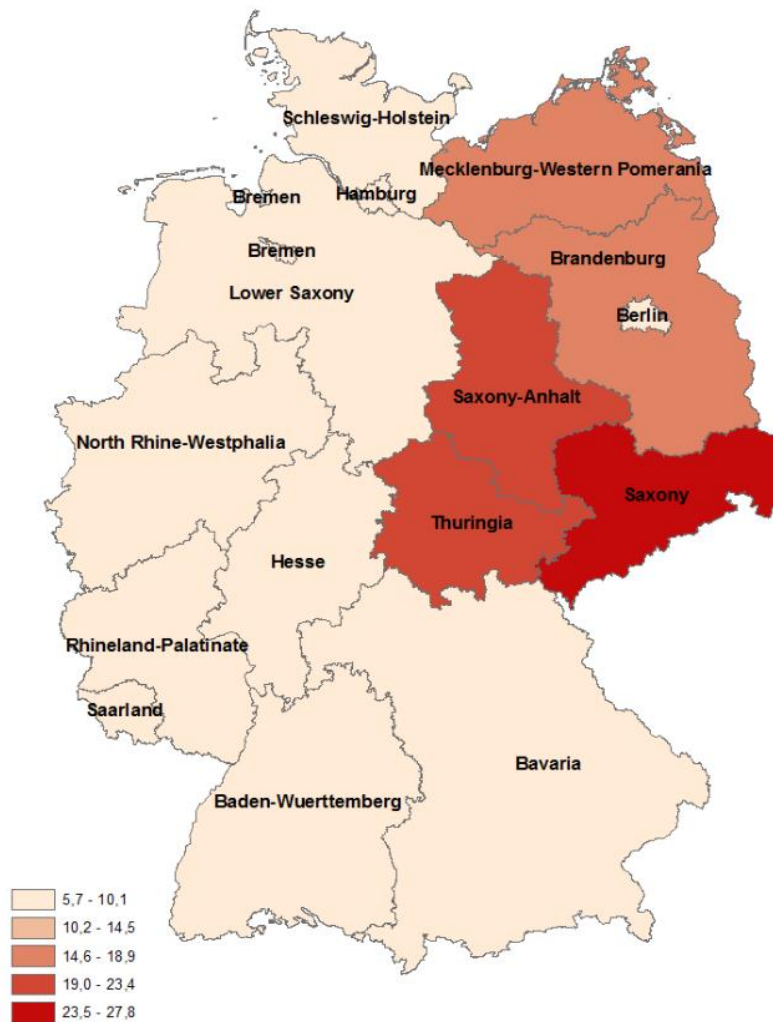 Schleswig-Holstein
Mecklenburg-Western Pomerania
Bremen
Hamburg
Bremen
Brandenburg
Lower Saxony
Berlin
Saxony-Anhalt
North Rhine-Westphalia
Saxony
Thuringia
Hesse
Rhineland-Palatinate
Saarland
Bavaria
Baden-Wuerttemberg
5,7 - 10,1
10,2 - 14,5
14,6 - 18,9
19,0 - 23,4
23,5 - 27,8